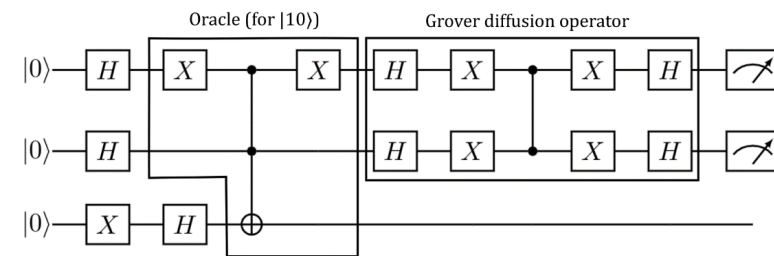 Oracle (for |10⟩) Grover diffusion operator
|0⟩ H X X H X X H
|0⟩ H H X X H
|0⟩ X H